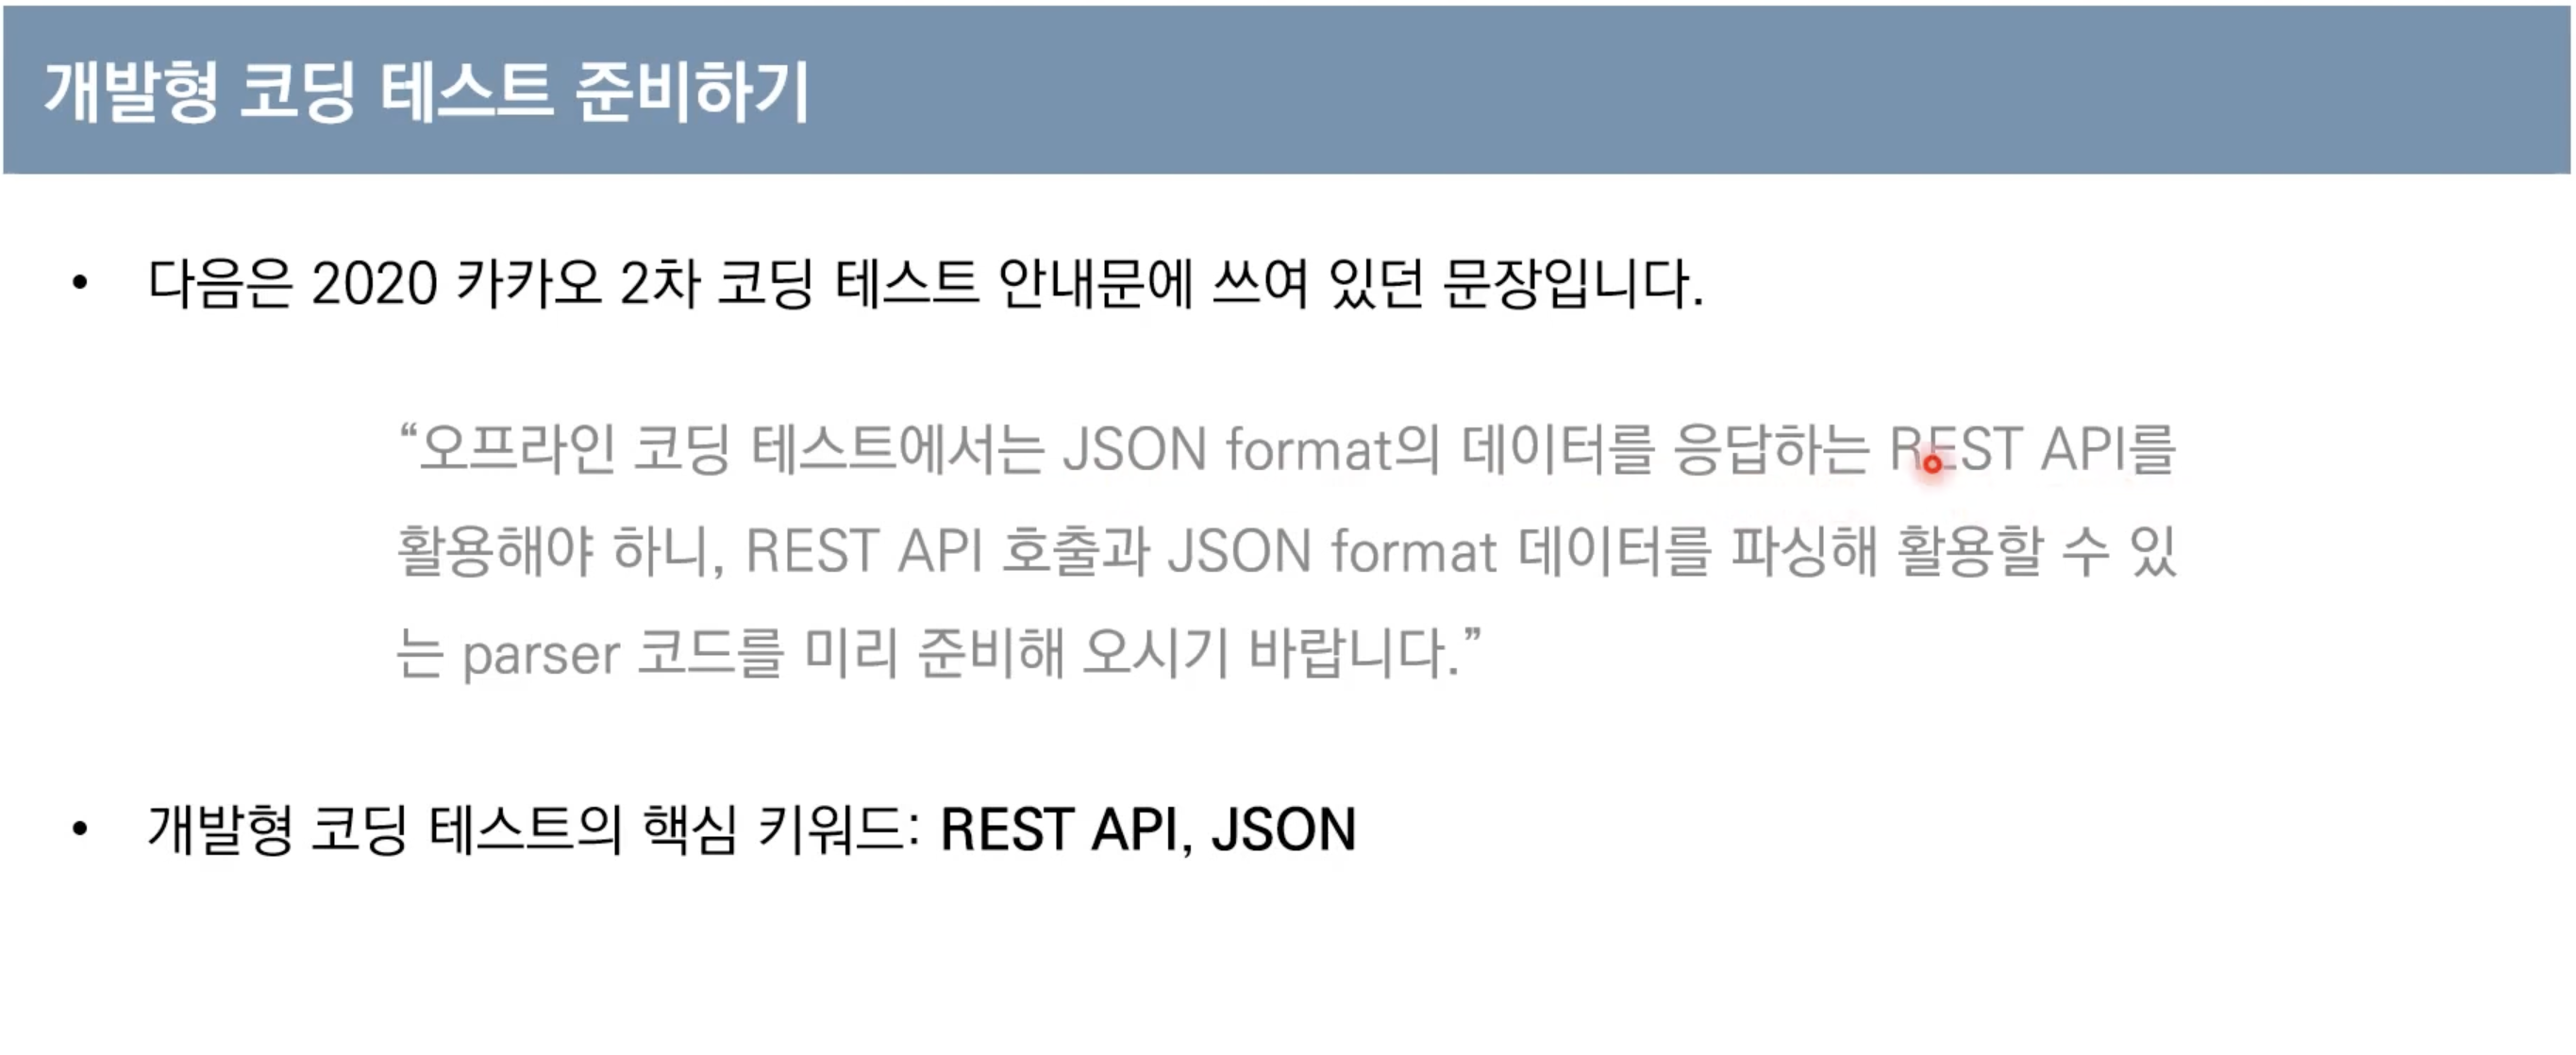 개발형 코딩 테스트 준비하기
• 다음은 2020 카카오 2차 코딩 테스트 안내문에 쓰여 있던 문장입니다.
“오프라인 코딩 테스트에서는 JSON format의 데이터를 응답하는 REST API를
활용해야 하니, REST API 호출과 JSON format 데이터를 파싱해 활용할 수 있
는 parser 코드를 미리 준비해 오시기 바랍니다.”
• 개발형 코딩 테스트의 핵심 키워드: REST API, JSON